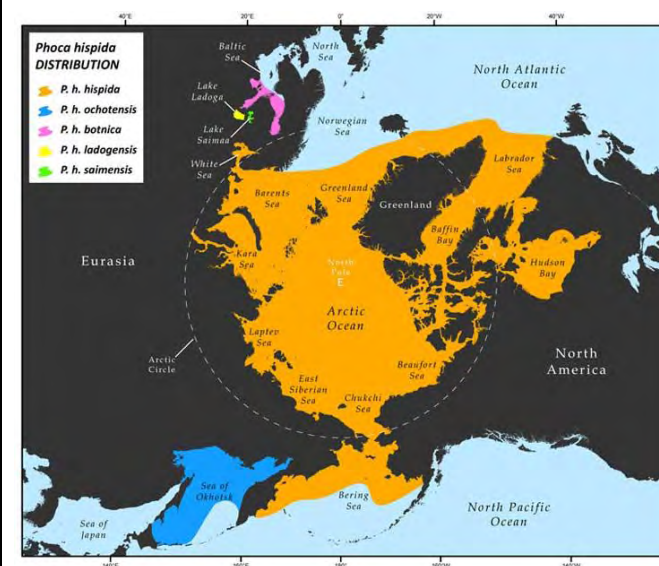 40°E
20°E
0°
20°W
40°W
Phoca hispida
DISTRIBUTION
P. h. hispida
P. h. ochotensis
P. h. botnica
P. h. ladogensis
P. h. saimensis
Baltic
Sea
North
Sea
North Atlantic
Ocean
Lake
Ladoga
Norwegian
Sea
Lake
Saimaa
White
Sea
Labrador
Sea
Barents
Sea
Greenland
Sea
Greenland
Baffin
Bay
Eurasia
Kara
Sea
North
Pole
Hudson
Bay
Arctic
Ocean
Laptev
Sea
North
America
Arctic
Circle
Beaufort
Sea
East
Siberian
Sea
Chukchi
Sea
Sea of
Okhotsk
Bering
Sea
North Pacific
Ocean
Sea of
Japan